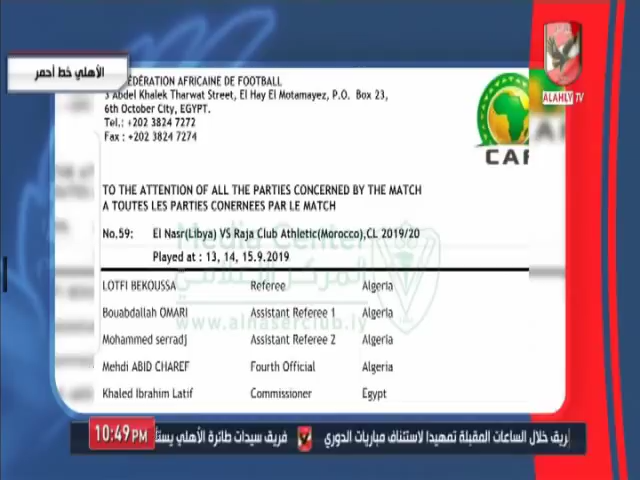 الأهلي خط أحمر
ALAHLY TV
FÉDÉRATION AFRICAINE DE FOOTBALL
3 Abdel Khalek Tharwat Street, El Hay El Motamayez, P.O. Box 23,
6th October City, EGYPT.
Tel.: +202 3824 7272
Fax : +202 3824 7274
CAF
TO THE ATTENTION OF ALL THE PARTIES CONCERNED BY THE MATCH
A TOUTES LES PARTIES CONERNEES PAR LE MATCH
No.59: El Nasr(Libya) VS Raja Club Athletic(Morocco),CL 2019/20
Played at : 13, 14, 15.9.2019
Media Center
المركز الإعلامي
www.alnaserclub.ly
LOTFI BEKOUSSA Referee Algeria
Bouabdallah OMARI Assistant Referee 1 Algeria
Mohammed serradj Assistant Referee 2 Algeria
Mehdi ABID CHAREF Fourth Official Algeria
Khaled Ibrahim Latif Commissioner Egypt
خلال الساعات المقبلة تمهيدا لاستئناف مباريات الدوري
فريق سيدات طائرة الأهلي
10:49 PM